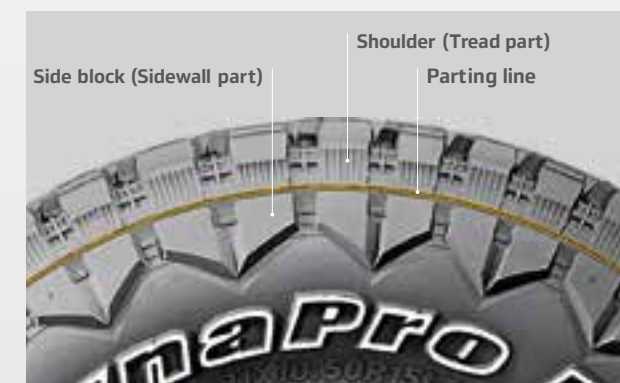 Shoulder (Tread part)
Side block (Sidewall part)
Parting line
naPro